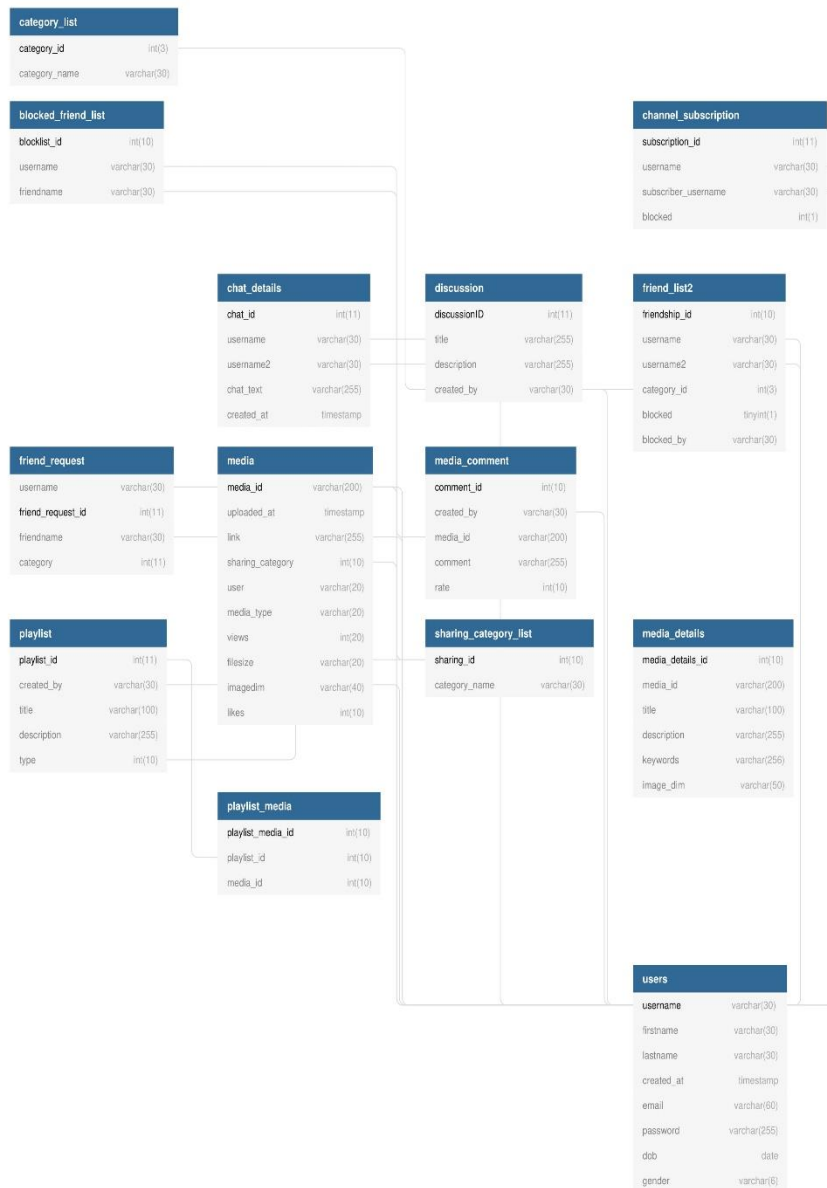 category_list
category_id int(3)
category_name varchar(30)
blocked_friend_list
blocklist_id int(10)
username varchar(30)
friendname varchar(30)
channel_subscription
subscription_id int(11)
username varchar(30)
subscriber_username varchar(30)
blocked int(1)
chat_details
chat_id int(11)
username varchar(30)
username2 varchar(30)
chat_text varchar(255)
created_at timestamp
discussion
discussionID int(11)
title varchar(255)
description varchar(255)
created_by varchar(30)
friend_list2
friendship_id int(10)
username varchar(30)
username2 varchar(30)
category_id int(3)
blocked tinyint(1)
blocked_by varchar(30)
friend_request
username varchar(30)
friend_request_id int(11)
friendname varchar(30)
category int(11)
media
media_id varchar(200)
uploaded_at timestamp
link varchar(255)
sharing_category int(10)
user varchar(20)
media_type varchar(20)
views int(20)
filesize varchar(20)
imagedim varchar(40)
likes int(10)
media_comment
comment_id int(10)
created_by varchar(30)
media_id varchar(200)
comment varchar(255)
rate int(10)
playlist
playlist_id int(11)
created_by varchar(30)
title varchar(100)
description varchar(255)
type int(10)
sharing_category_list
sharing_id int(10)
category_name varchar(30)
media_details
media_details_id int(10)
media_id varchar(200)
title varchar(100)
description varchar(255)
keywords varchar(256)
image_dim varchar(50)
playlist_media
playlist_media_id int(10)
playlist_id int(10)
media_id int(10)
users
username varchar(30)
firstname varchar(30)
lastname varchar(30)
created_at timestamp
email varchar(60)
password varchar(255)
dob date
gender varchar(6)